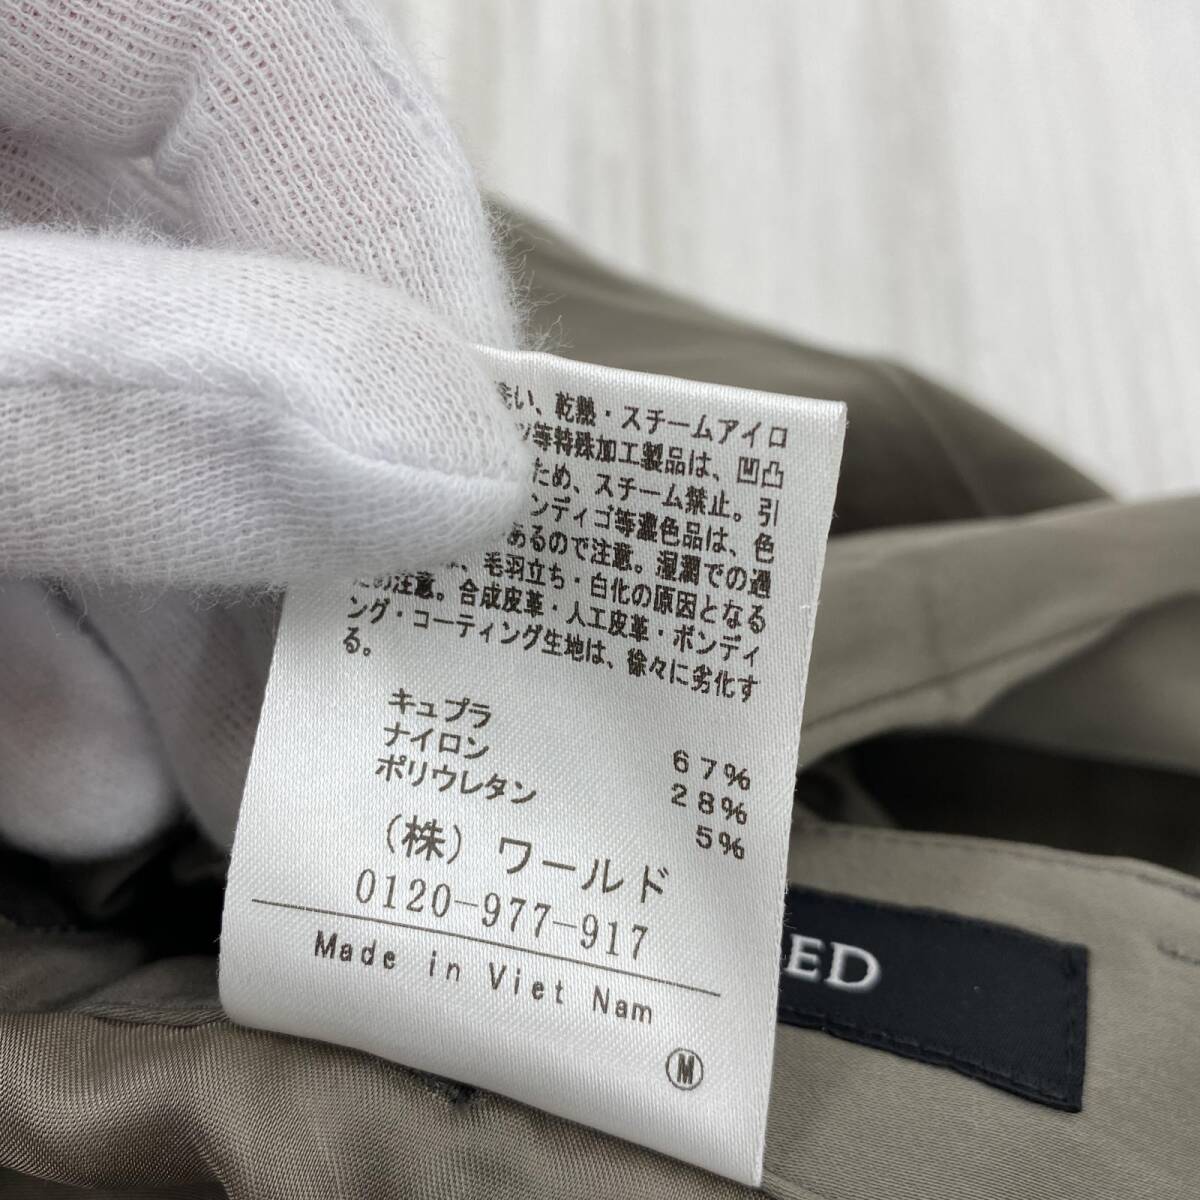 い、乾熱・スチームアイロ
等特殊加工製品は、凹凸
ため、スチーム禁止。引
ンディゴ等濃色品は、色
あるので注意。湿潤での過
毛羽立ち・白化の原因となる
ため注意。合成皮革・人工皮革・ボンディ
ング・コーティング生地は、徐々に劣化す
る。
キュプラ 67%
ナイロン 28%
ポリウレタン 5%
(株) ワールド
0120-977-917
Made in Viet Nam
M
ED